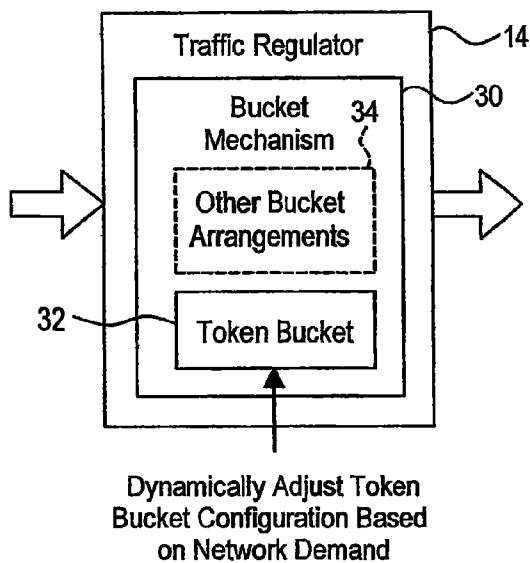 Traffic Regulator
14
30
Bucket
Mechanism
34
Other Bucket
Arrangements
32
Token Bucket
Dynamically Adjust Token
Bucket Configuration Based
on Network Demand